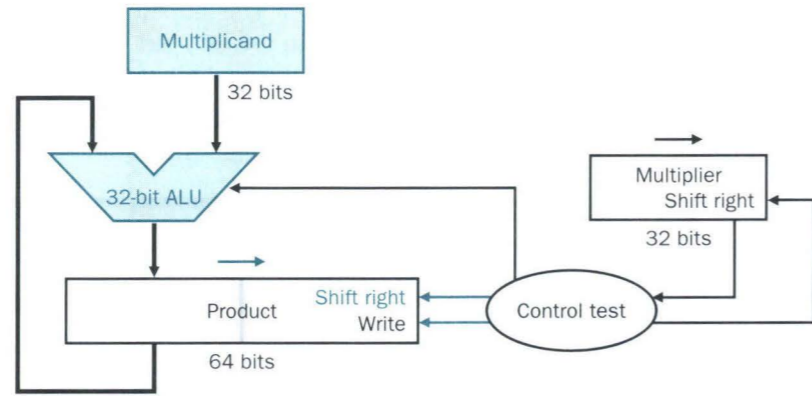 Multiplicand
32 bits
32-bit ALU
Multiplier
Shift right
32 bits
Product
Shift right
Write
Control test
64 bits